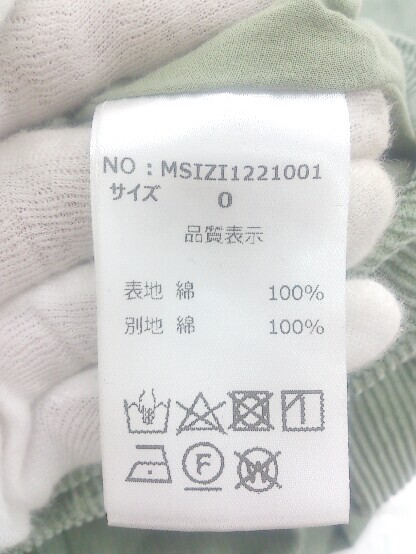 NO : MSIZI1221001
サイズ 0
品質表示
表地 綿 100%
別地 綿 100%
F
W